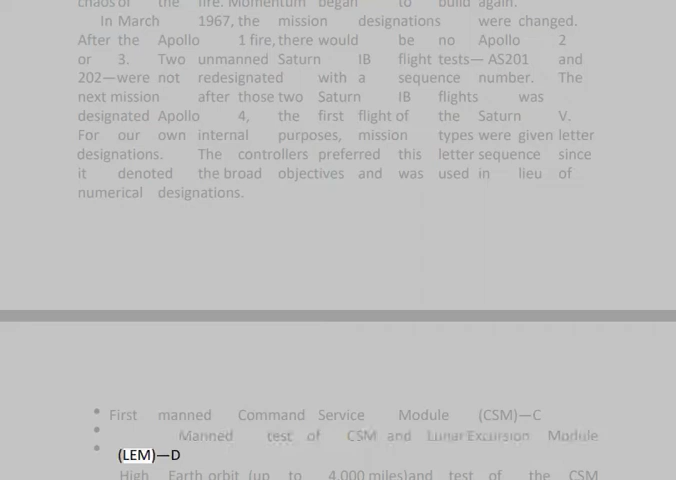 chaos of the fire. Momentum began to build again.
In March 1967, the mission designations were changed.
After the Apollo 1 fire, there would be no Apollo 2
or 3. Two unmanned Saturn IB flight tests— AS201 and
202—were not redesignated with a sequence number. The
next mission after those two Saturn IB flights was
designated Apollo 4, the first flight of the Saturn V.
For our own internal purposes, mission types were given letter
designations. The controllers preferred this letter sequence since
it denoted the broad objectives and was used in lieu of
numerical designations.
• First manned Command Service Module (CSM)—C
• Manned test of CSM and Lunar Excursion Module
• (LEM)—D
High Earth orbit (up to 4,000 miles) and test of the CSM